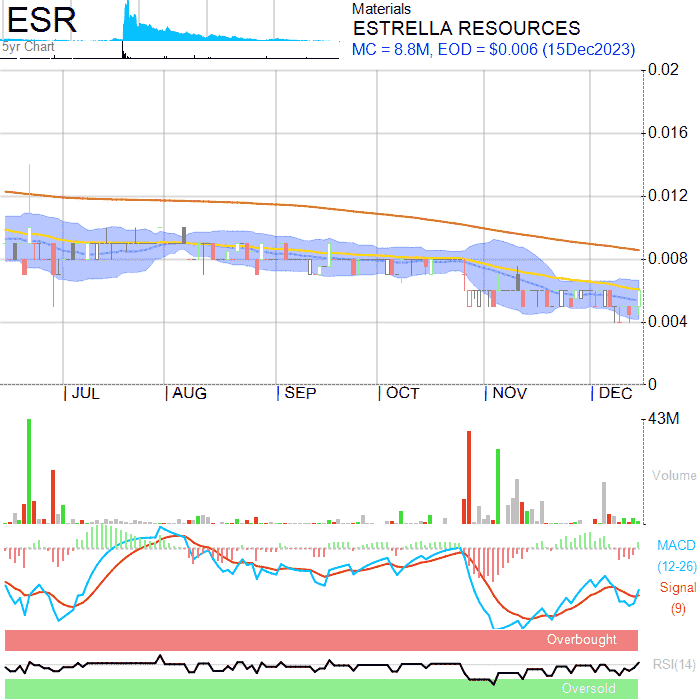 ESR
5yr Chart
Materials
ESTRELLA RESOURCES
MC = 8.8M, EOD = $0.006 (15Dec2023)
0.02
0.016
0.012
0.008
0.004
0
JUL AUG SEP OCT NOV DEC
43M
Volume
MACD
(12-26)
Signal
(9)
Overbought
RSI(14)
Oversold